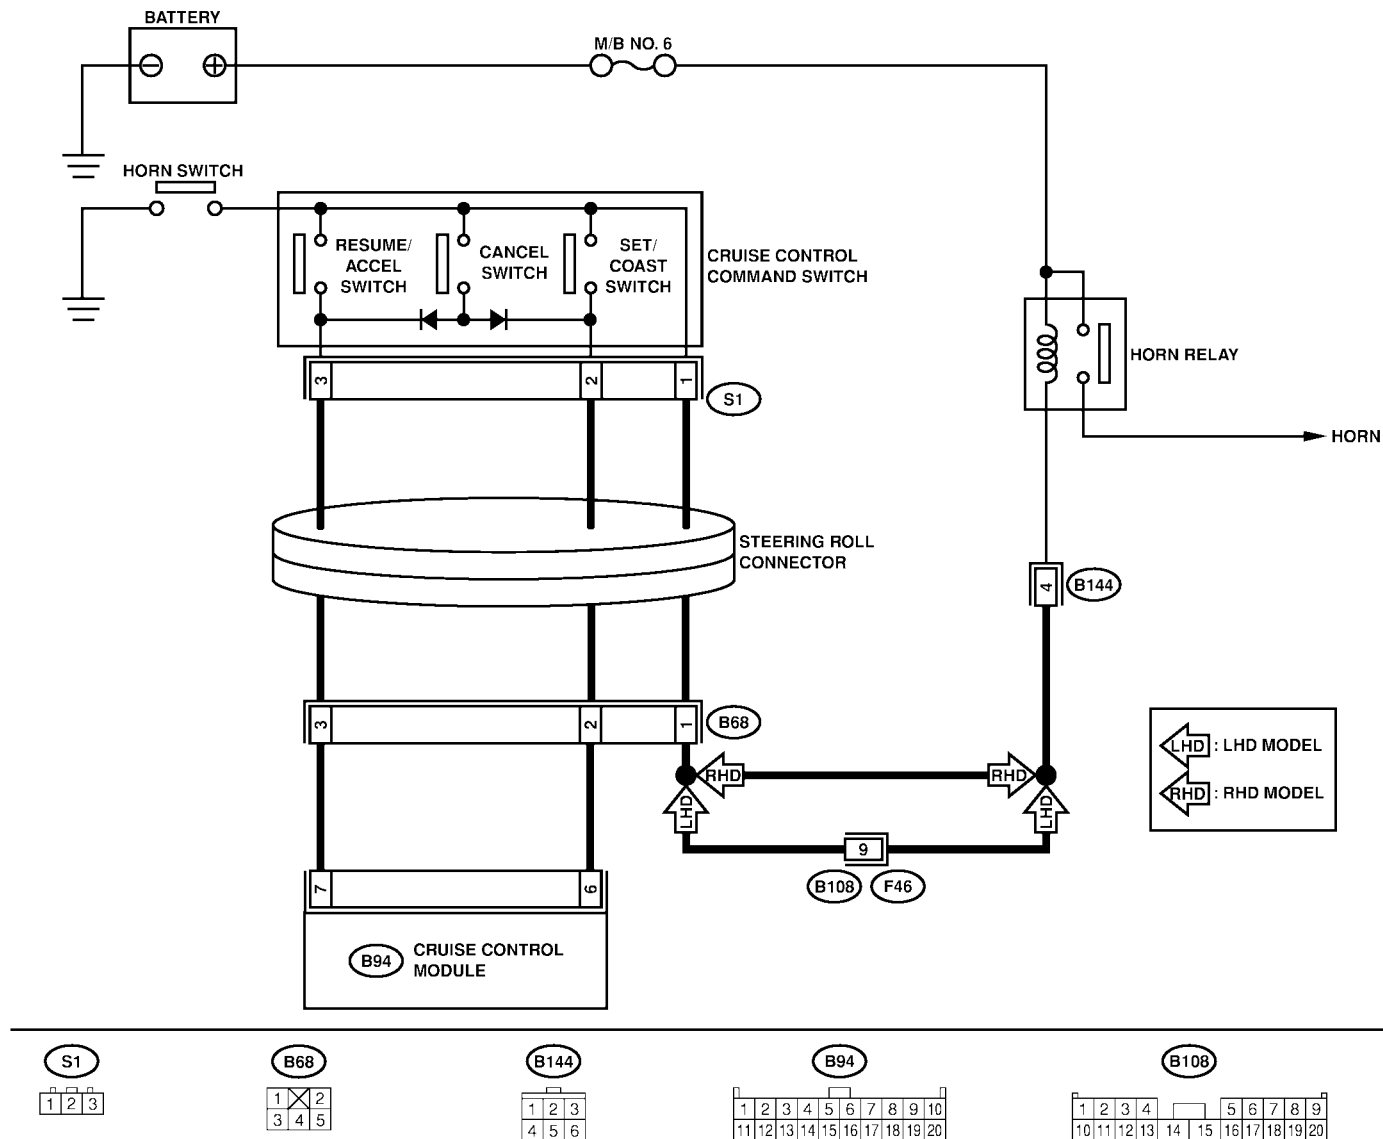 BATTERY
M/B NO. 6
HORN SWITCH
RESUME/
ACCEL
SWITCH
CANCEL
SWITCH
SET/
COAST
SWITCH
CRUISE CONTROL
COMMAND SWITCH
HORN RELAY
3
2
1
S1
HORN
STEERING ROLL
CONNECTOR
4
B144
3
2
1
B68
RHD
RHD
LHD
LHD
LHD : LHD MODEL
RHD : RHD MODEL
9
B108
F46
7
6
B94
CRUISE CONTROL
MODULE
S1
B68
B144
B94
B108
1 2 3
1 2
3 4 5
1 2 3
4 5 6
1 2 3 4 5 6 7 8 9 10
11 12 13 14 15 16 17 18 19 20
1 2 3 4 5 6 7 8 9
10 11 12 13 14 15 16 17 18 19 20